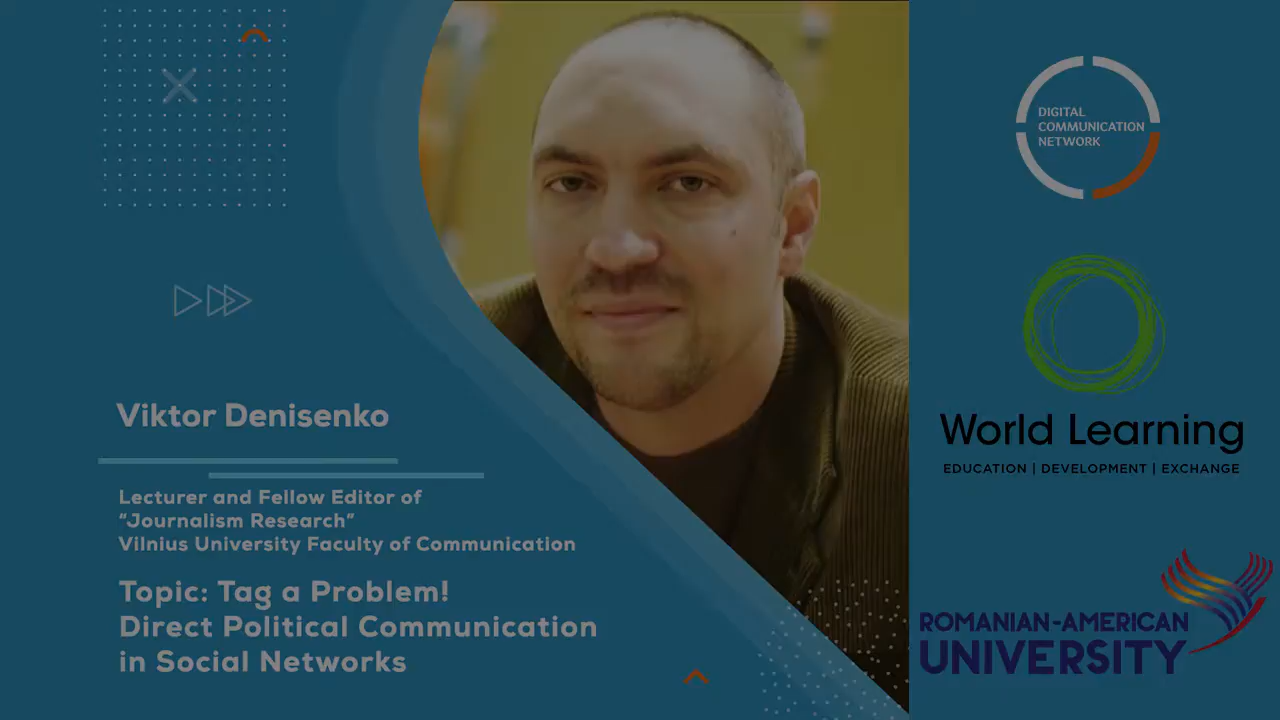 Viktor Denisenko
Lecturer and Fellow Editor of
“Journalism Research”
Vilnius University Faculty of Communication
Topic: Tag a Problem!
Direct Political Communication
in Social Networks
DIGITAL
COMMUNICATION
NETWORK
World Learning
EDUCATION | DEVELOPMENT | EXCHANGE
ROMANIAN-AMERICAN
UNIVERSITY